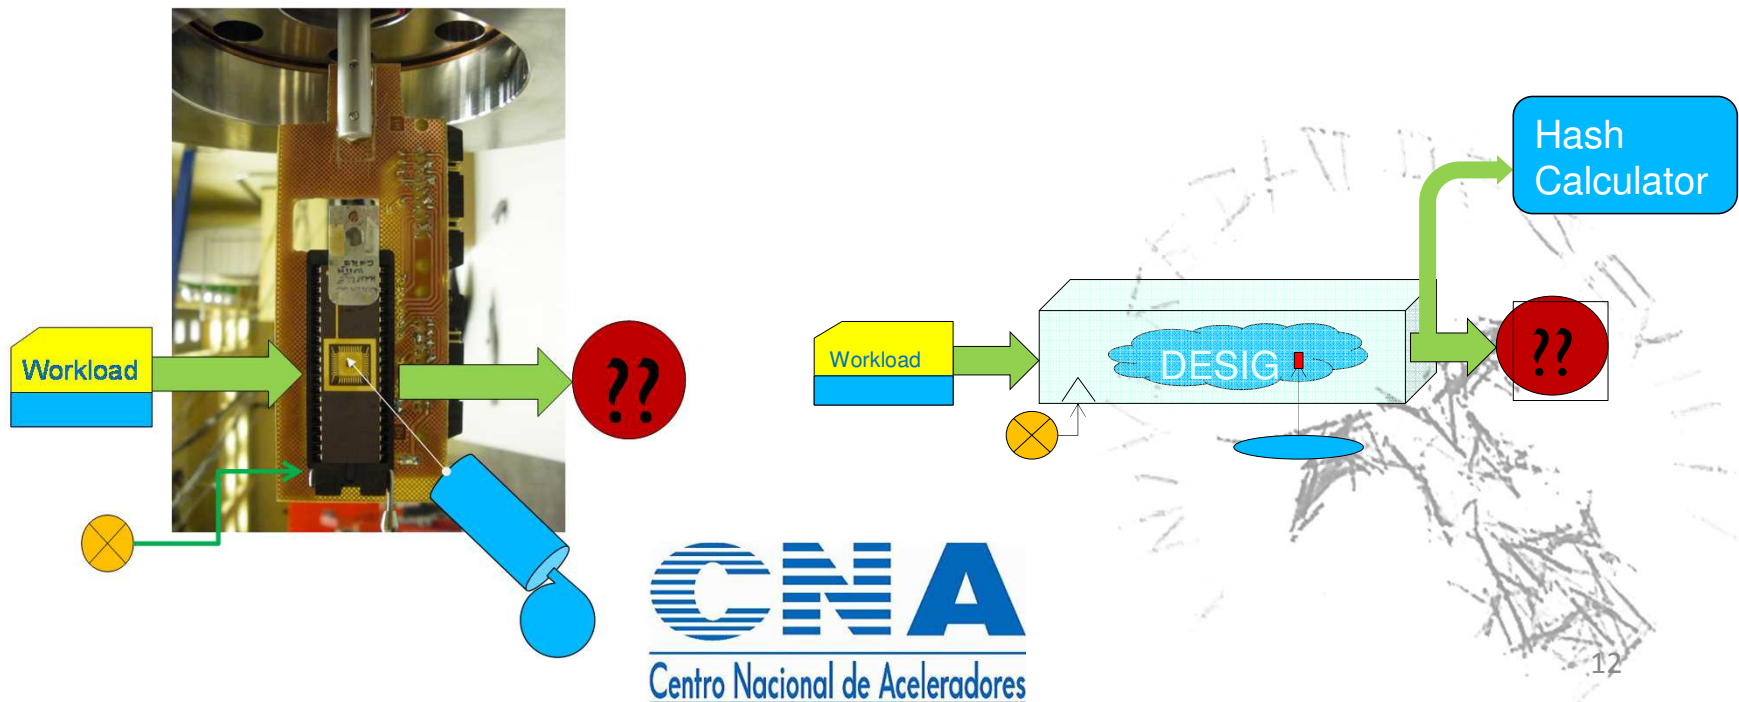 Workload
??
Hash
Calculator
Workload
DESIG
??
CNA
Centro Nacional de Aceleradores
12